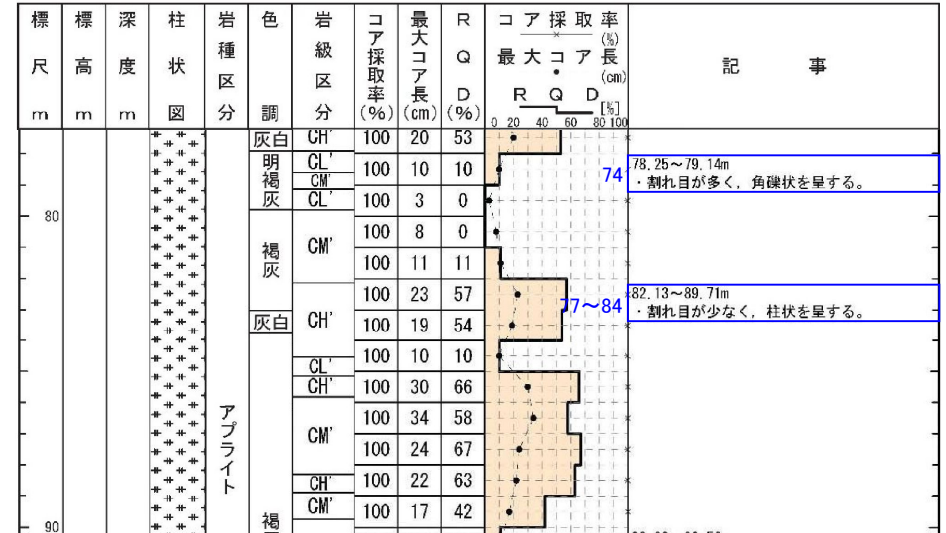 標尺m
標高m
深度m
柱状図
岩種区分
色調
岩級区分
コア採取率(%)
最大コア長(cm)
RQD(%)
コア採取率
(%)
最大コア長
(cm)
RQD
[%]
0 20 40 60 80 100
記事
灰白 CH' 100 20 53
明褐灰 CL' 100 10 10
CM'
CL' 100 3 0
74
78.25～79.14m
・割れ目が多く，角礫状を呈する。
80
100 8 0
褐灰 CM'
100 11 11
100 23 57
77～84
82.13～89.71m
・割れ目が少なく，柱状を呈する。
灰白 CH' 100 19 54
100 10 10
CL'
CH' 100 30 66
アプライト
100 34 58
CM'
100 24 67
CH' 100 22 63
CM' 100 17 42
褐
90